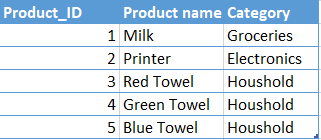 Product_ID Product name Category
1 Milk Groceries
2 Printer Electronics
3 Red Towel Houshold
4 Green Towel Houshold
5 Blue Towel Houshold